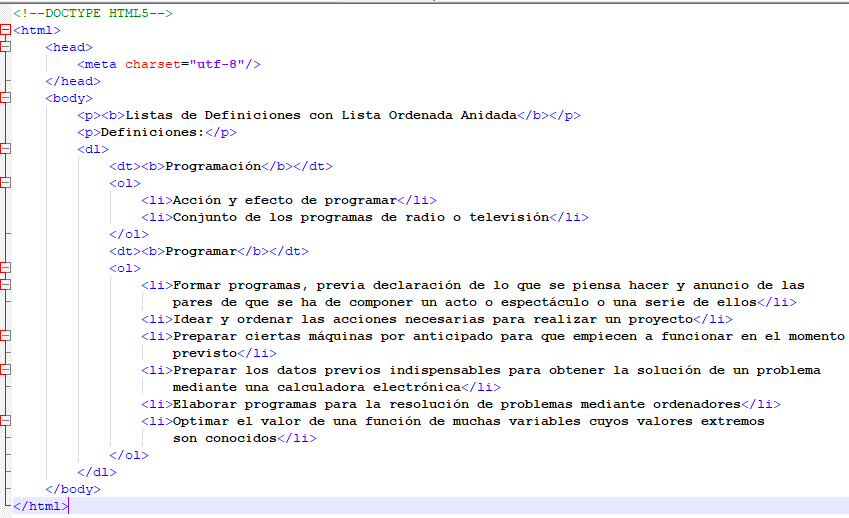 <!--DOCTYPE HTML5-->
<html>
<head>
<meta charset="utf-8"/>
</head>
<body>
<p><b>Listas de Definiciones con Lista Ordenada Anidada</b></p>
<p>Definiciones:</p>
<dl>
<dt><b>Programación</b></dt>
<ol>
<li>Acción y efecto de programar</li>
<li>Conjunto de los programas de radio o televisión</li>
</ol>
<dt><b>Programar</b></dt>
<ol>
<li>Formar programas, previa declaración de lo que se piensa hacer y anuncio de las
pares de que se ha de componer un acto o espectáculo o una serie de ellos</li>
<li>Idear y ordenar las acciones necesarias para realizar un proyecto</li>
<li>Preparar ciertas máquinas por anticipado para que empiecen a funcionar en el momento
previsto</li>
<li>Preparar los datos previos indispensables para obtener la solución de un problema
mediante una calculadora electrónica</li>
<li>Elaborar programas para la resolución de problemas mediante ordenadores</li>
<li>Optimar el valor de una función de muchas variables cuyos valores extremos
son conocidos</li>
</ol>
</dl>
</body>
</html>